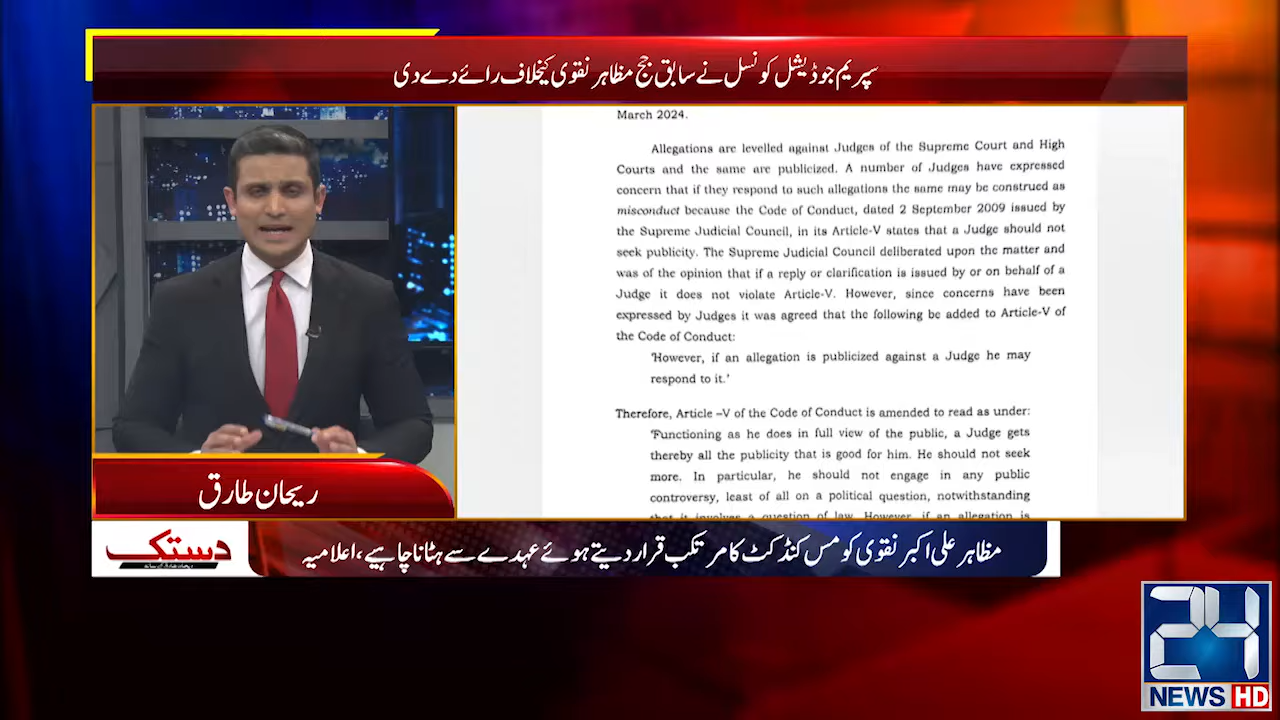 سپریم جوڈیشل کونسل نے سابق جج مظاہر نقوی کیخلاف رائے دے دی
March 2024.
Allegations are levelled against Judges of the Supreme Court and High
Courts and the same are publicized. A number of Judges have expressed
concern that if they respond to such allegations the same may be construed as
misconduct because the Code of Conduct, dated 2 September 2009 issued by
the Supreme Judicial Council, in its Article-V states that a Judge should not
seek publicity. The Supreme Judicial Council deliberated upon the matter and
was of the opinion that if a reply or clarification is issued by or on behalf of a
Judge it does not violate Article-V. However, since concerns have been
expressed by Judges it was agreed that the following be added to Article-V of
the Code of Conduct:
'However, if an allegation is publicized against a Judge he may
respond to it.'
Therefore, Article –V of the Code of Conduct is amended to read as under:
'Functioning as he does in full view of the public, a Judge gets
thereby all the publicity that is good for him. He should not seek
more. In particular, he should not engage in any public
controversy, least of all on a political question, notwithstanding
that it involves a question of law. However, if an allegation is
ریحان طارق
دستک
مظاہر علی اکبر نقوی کو مس کنڈکٹ کا مرتکب قرار دیتے ہوئے عہدے سے ہٹانا چاہیے، اعلامیہ
24
NEWS HD